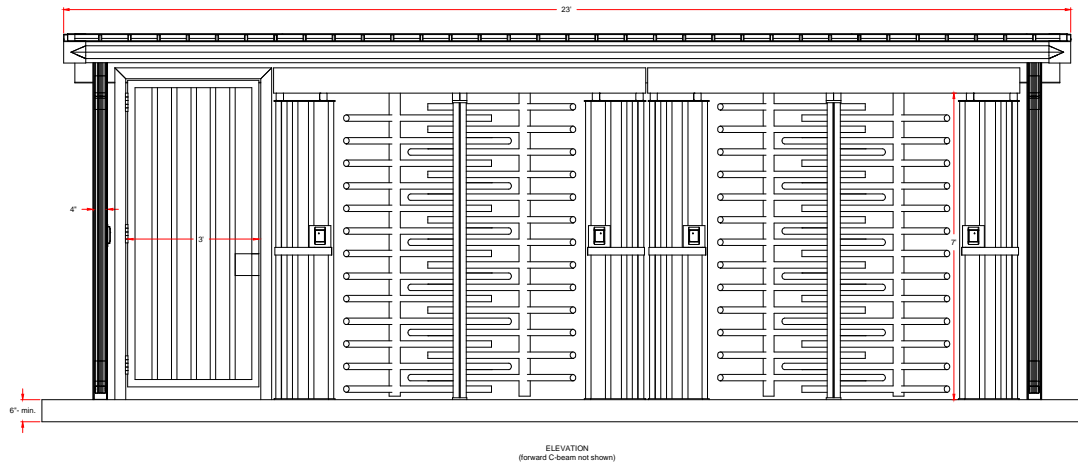 23'
4"
3'
7'
6"- min.
ELEVATION
(forward C-beam not shown)